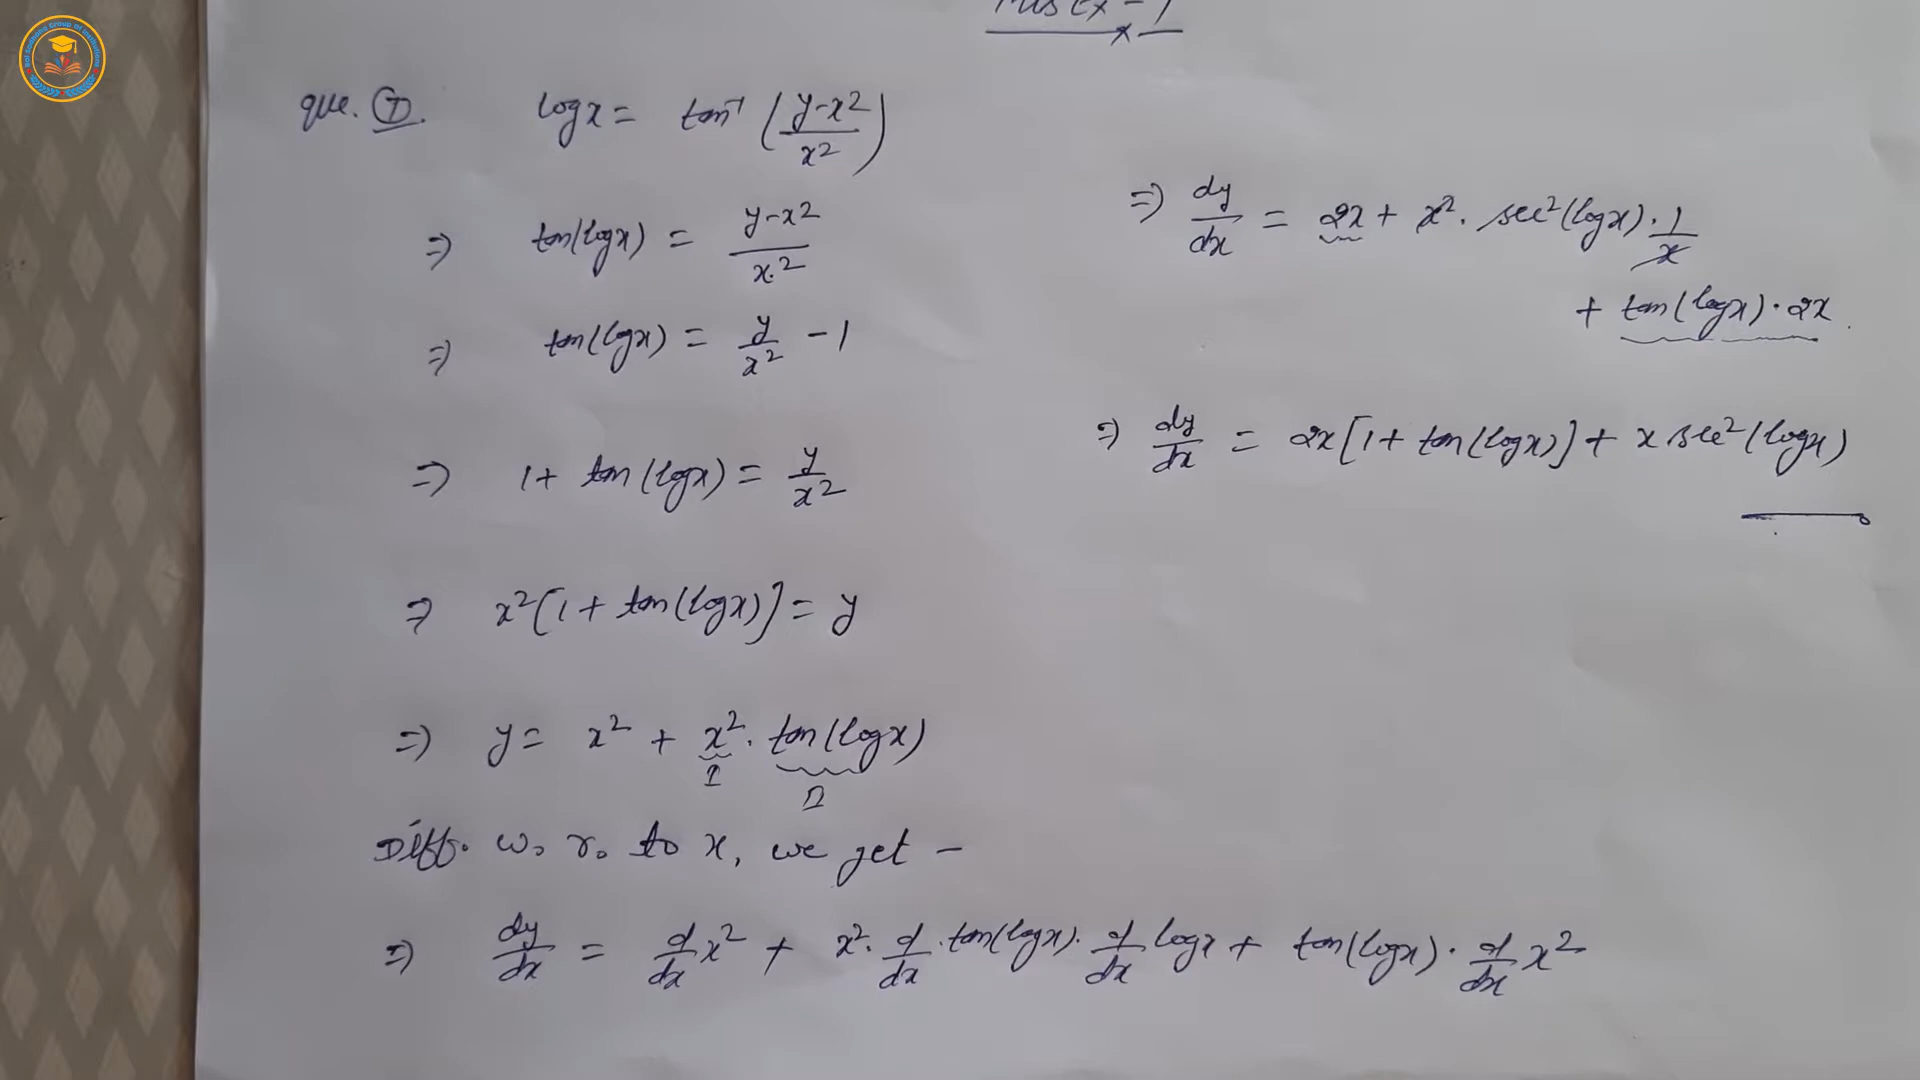 que. 7. log x = tan⁻¹ ((y-x²)/x²)
⇒ tan(log x) = (y-x²)/x²
⇒ tan(log x) = y/x² - 1
⇒ 1 + tan(log x) = y/x²
⇒ x²[1 + tan(log x)] = y
⇒ y = x² + x² . tan(log x)
I II
Diff. w. r. to x, we get -
⇒ dy/dx = d/dx x² + x² . d/dx . tan(log x) . d/dx log x + tan(log x) . d/dx x²
⇒ dy/dx = 2x + x² . sec²(log x) . 1/x
+ tan(log x) . 2x
⇒ dy/dx = 2x[1 + tan(log x)] + x sec²(log x)